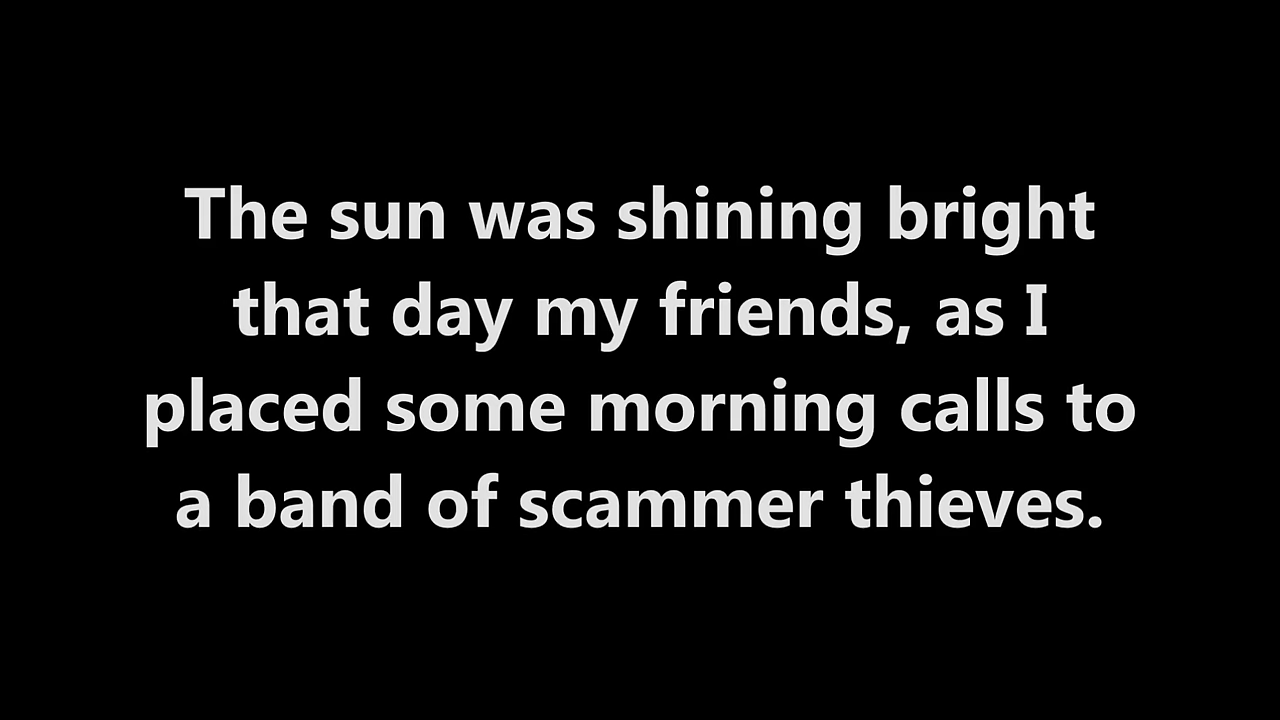 The sun was shining bright
that day my friends, as I
placed some morning calls to
a band of scammer thieves.